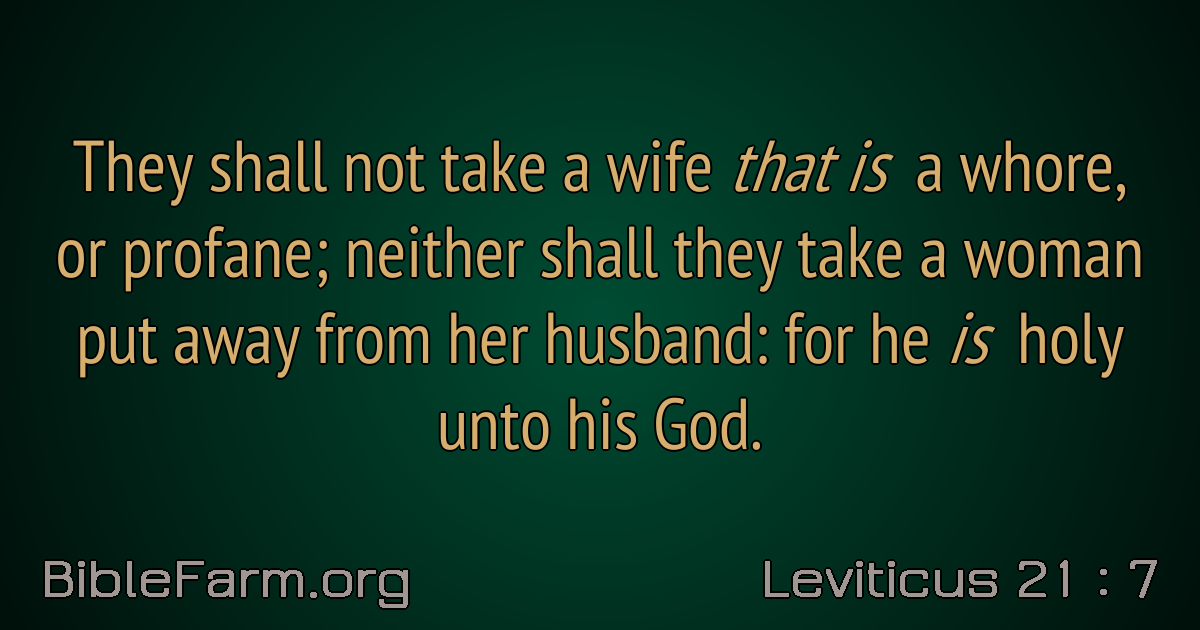 They shall not take a wife that is a whore,
or profane; neither shall they take a woman
put away from her husband: for he is holy
unto his God.
BibleFarm.org
Leviticus 21 : 7